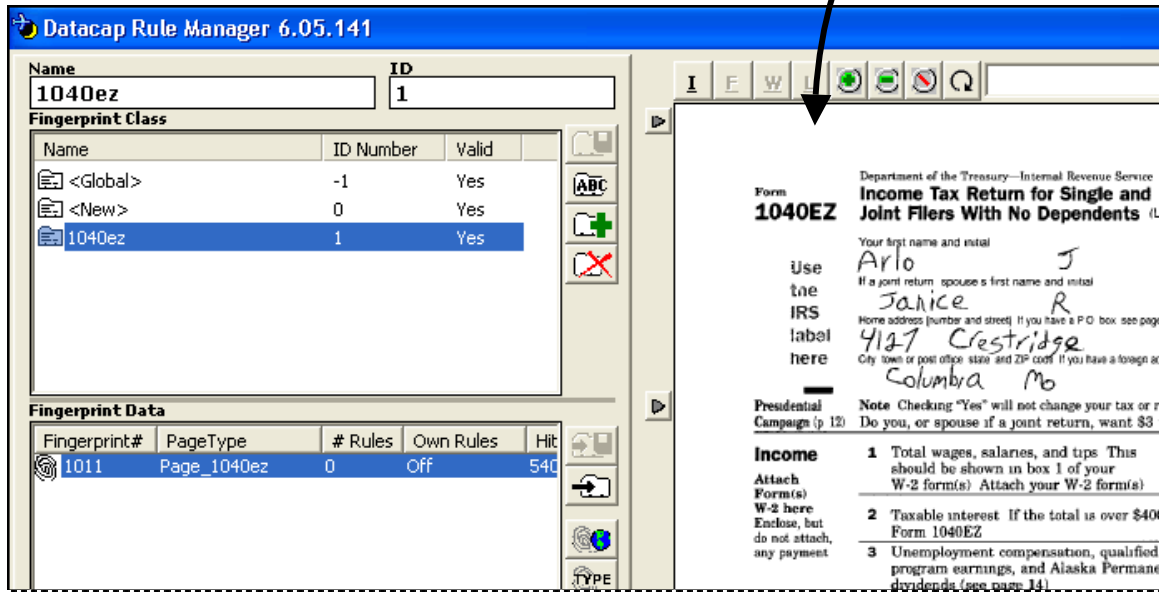 Datacap Rule Manager 6.05.141
Name ID
1040ez 1
Fingerprint Class
Name ID Number Valid
<Global> -1 Yes
<New> 0 Yes
1040ez 1 Yes
ABC
Fingerprint Data
Fingerprint# PageType # Rules Own Rules Hit
1011 Page_1040ez 0 Off 540
TYPE
I F W L
Department of the Treasury—Internal Revenue Service
Form
1040EZ
Income Tax Return for Single and
Joint Filers With No Dependents
Your first name and initial
Arlo J
If a joint return spouse s first name and initial
Janice R
Home address [number and street] If you have a P O box see page
4127 Crestridge
City town or post office state and ZIP code If you have a foreign
Columbia Mo
Use
the
IRS
label
here
Presidential
Campaign (p 12)
Note Checking "Yes" will not change your tax or
Do you, or spouse if a joint return, want $3
Income
Attach
Form(s)
W-2 here
Enclose, but
do not attach,
any payment
1 Total wages, salaries, and tips This
should be shown in box 1 of your
W-2 form(s) Attach your W-2 form(s)
2 Taxable interest If the total is over $400
Form 1040EZ
3 Unemployment compensation, qualified
program earnings, and Alaska Permane
dividends (see page 14)